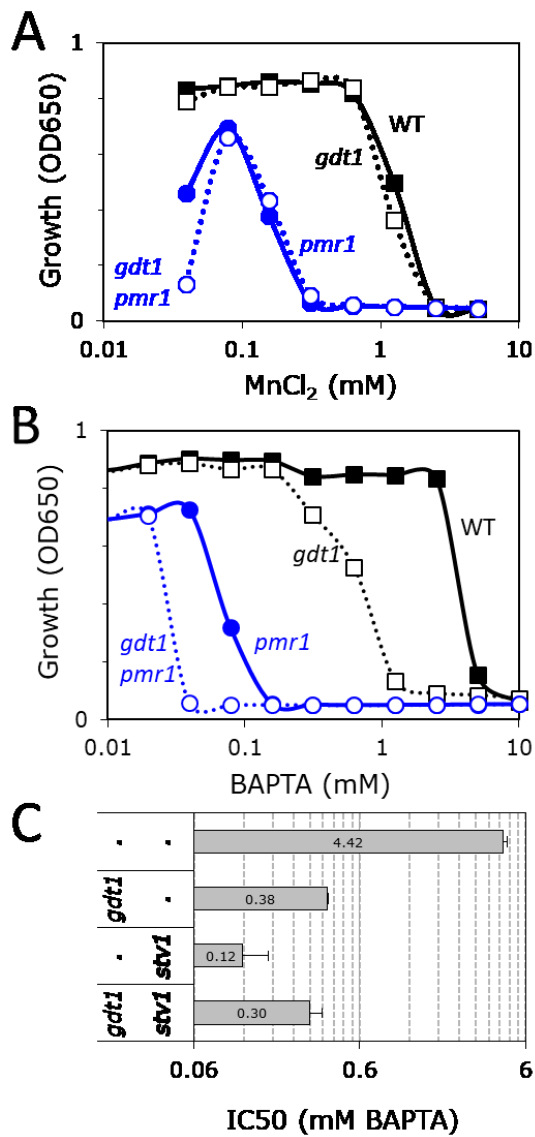 A
1
Growth (OD650)
WT
gdt1
pmr1
gdt1
pmr1
0
0.01
0.1
1
10
MnCl₂ (mM)
B
1
Growth (OD650)
WT
gdt1
gdt1
pmr1
pmr1
0
0.01
0.1
1
10
BAPTA (mM)
C
. . 4.42
gdt1 . 0.38
. stv1 0.12
gdt1 stv1 0.30
0.06
0.6
6
IC50 (mM BAPTA)